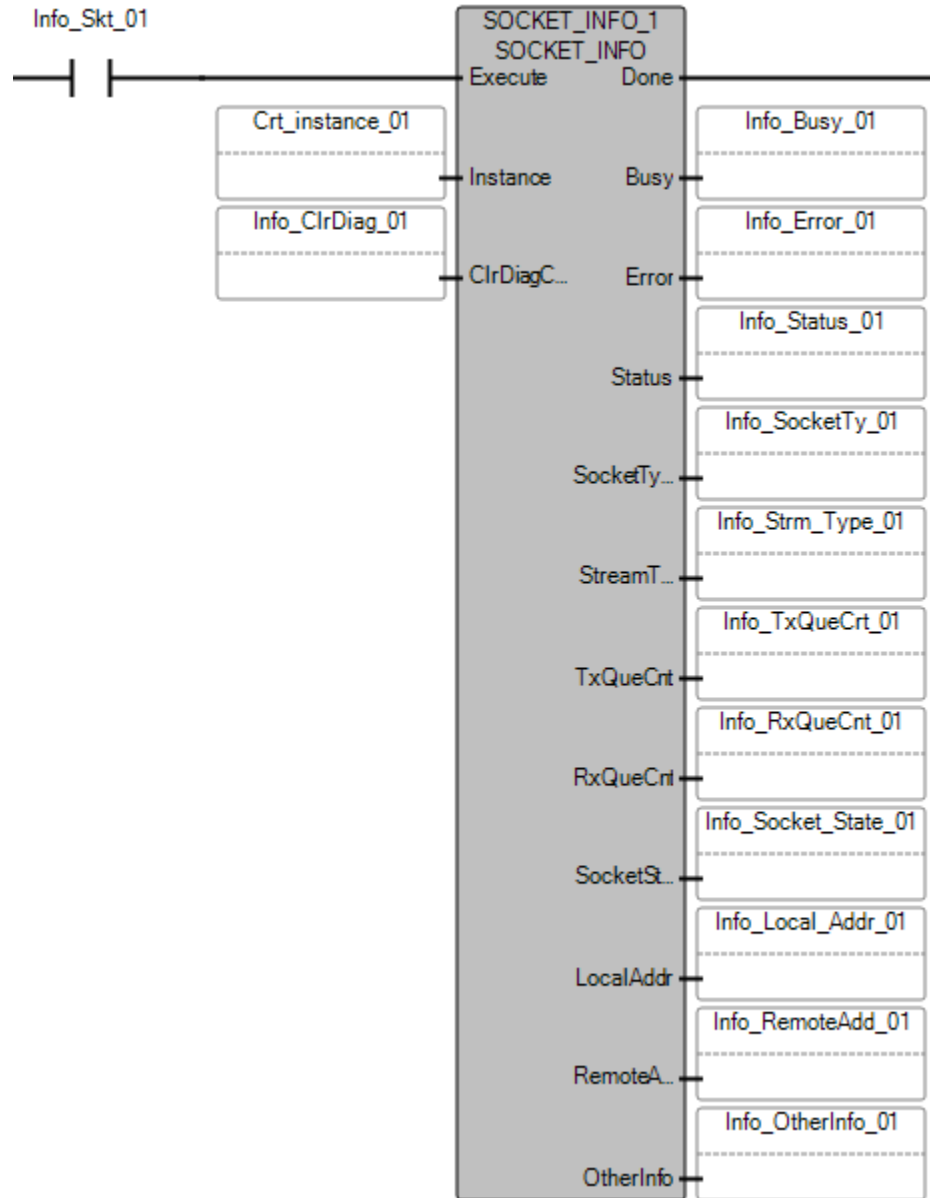 Info_Skt_01
SOCKET_INFO_1
SOCKET_INFO
Execute Done
Crt_instance_01
Info_Busy_01
Instance Busy
Info_ClrDiag_01
Info_Error_01
ClrDiagC... Error
Info_Status_01
Status
Info_SocketTy_01
SocketTy...
Info_Strm_Type_01
StreamT...
Info_TxQueCrt_01
TxQueCnt
Info_RxQueCnt_01
RxQueCnt
Info_Socket_State_01
SocketSt...
Info_Local_Addr_01
LocalAddr
Info_RemoteAdd_01
RemoteA...
Info_OtherInfo_01
OtherInfo